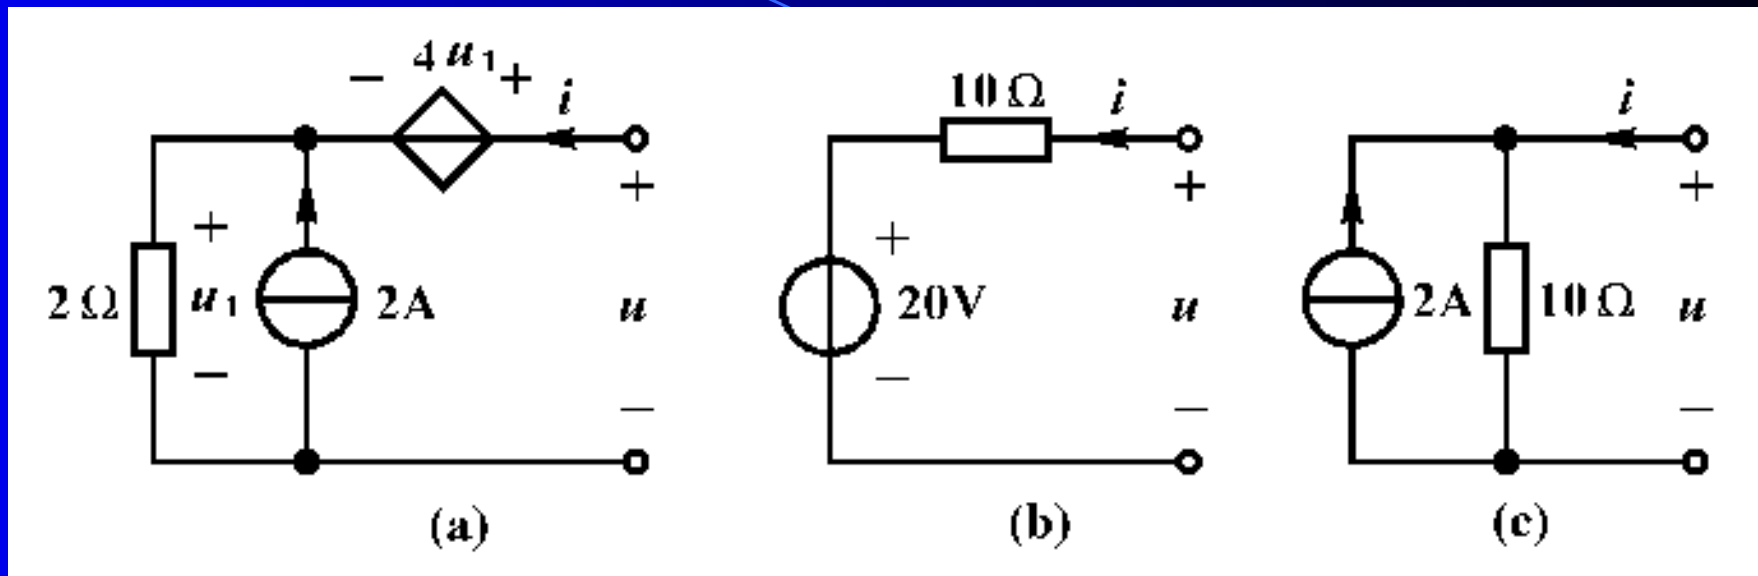 − 4u₁ + i
+
+
2Ω u₁ 2A u
−
−
(a)
10Ω i
+
+
20V u
−
−
(b)
i
+
2A 10Ω u
−
(c)